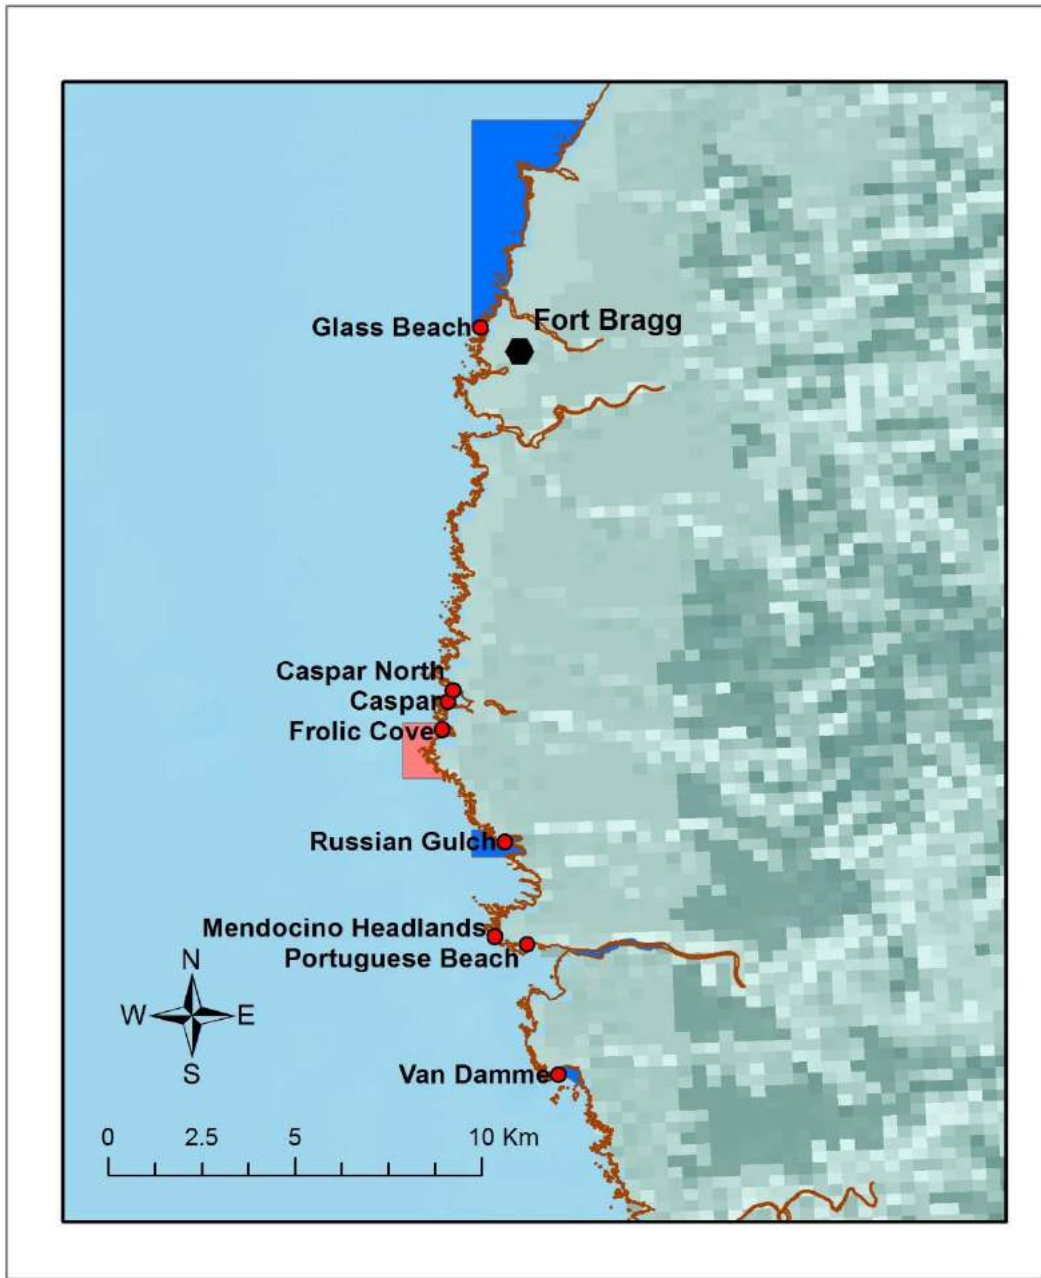 Fort Bragg
Glass Beach
Caspar North
Caspar
Frolic Cove
Russian Gulch
Mendocino Headlands
Portuguese Beach
N
W E
S
Van Damme
0 2.5 5 10 Km